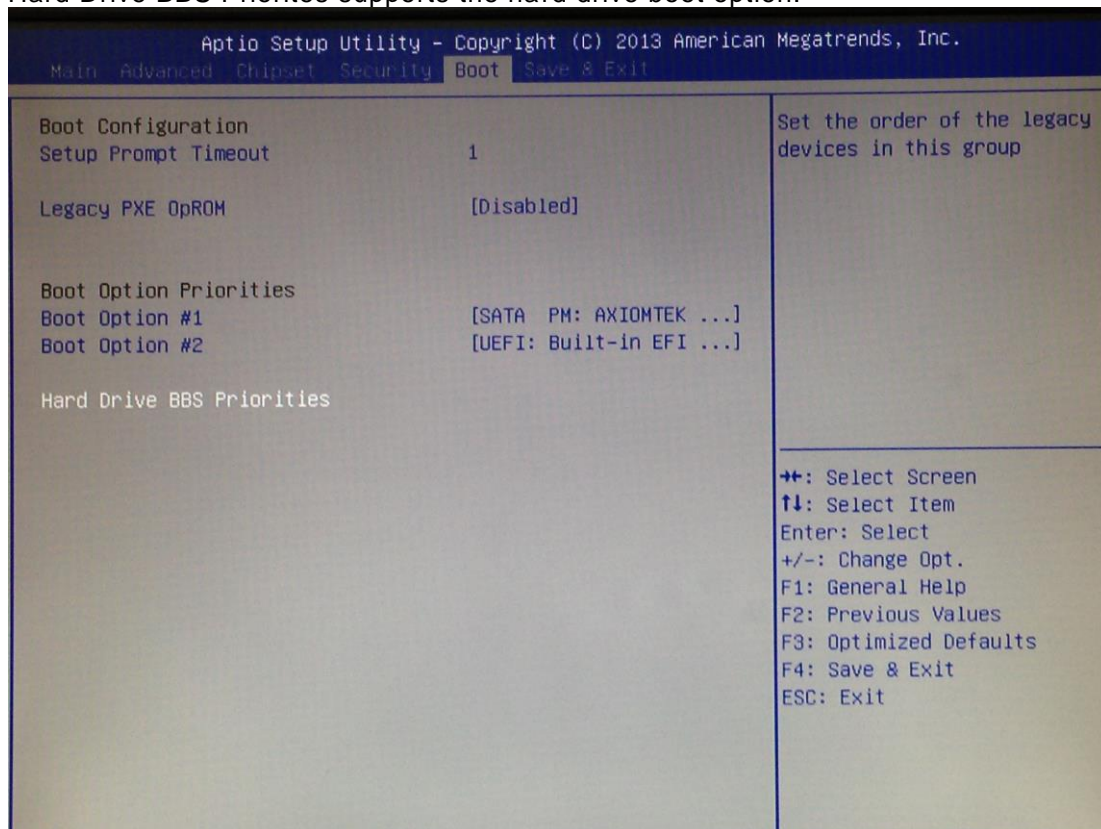 Hard Drive BBS Priorites supports the hard drive boot option.
Aptio Setup Utility – Copyright (C) 2013 American Megatrends, Inc.
Main Advanced Chipset Security Boot Save & Exit
Boot Configuration
Setup Prompt Timeout 1
Legacy PXE OpROM [Disabled]
Boot Option Priorities
Boot Option #1 [SATA PM: AXIOMTEK ...]
Boot Option #2 [UEFI: Built-in EFI ...]
Hard Drive BBS Priorities
Set the order of the legacy
devices in this group
→←: Select Screen
↑↓: Select Item
Enter: Select
+/-: Change Opt.
F1: General Help
F2: Previous Values
F3: Optimized Defaults
F4: Save & Exit
ESC: Exit